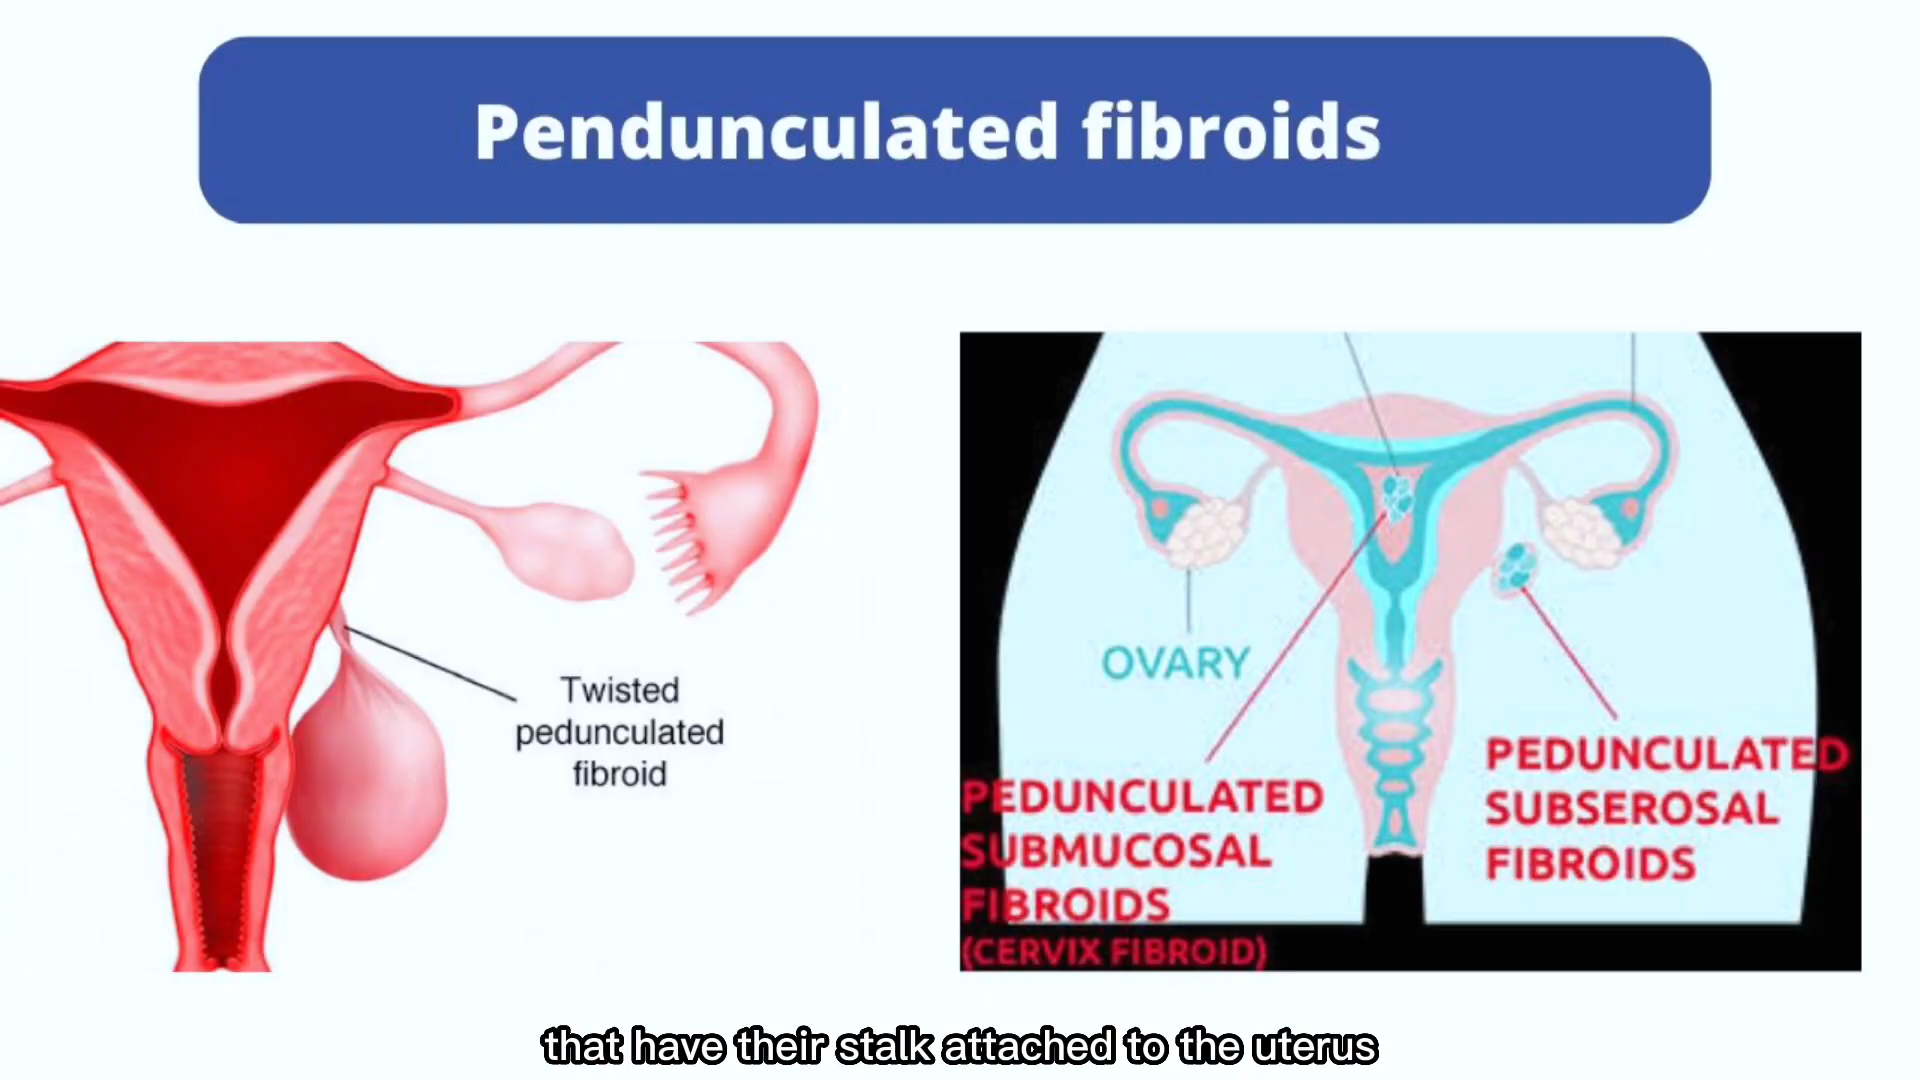 Pendunculated fibroids
Twisted
pedunculated
fibroid
OVARY
PEDUNCULATED
SUBMUCOSAL
FIBROIDS
(CERVIX FIBROID)
PEDUNCULATED
SUBSEROSAL
FIBROIDS
that have their stalk attached to the uterus